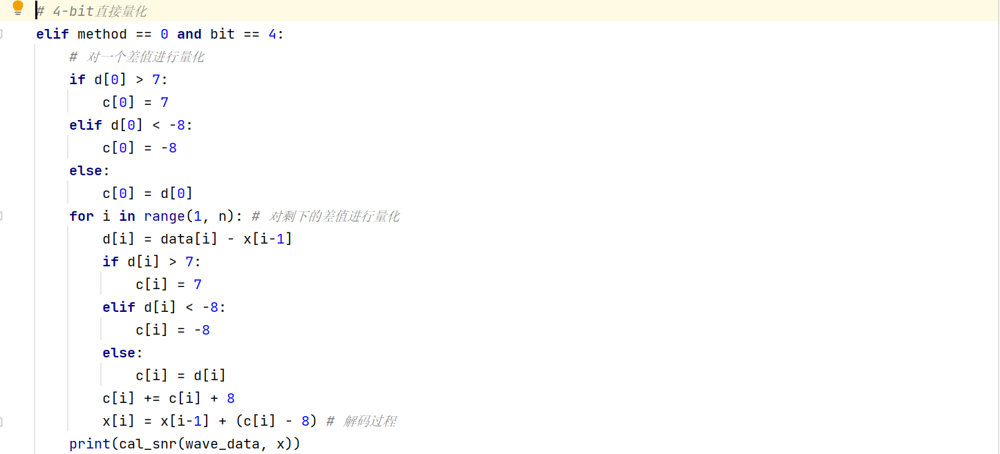 # 4-bit直接量化
elif method == 0 and bit == 4:
    # 对一个差值进行量化
    if d[0] > 7:
        c[0] = 7
    elif d[0] < -8:
        c[0] = -8
    else:
        c[0] = d[0]
    for i in range(1, n): # 对剩下的差值进行量化
        d[i] = data[i] - x[i-1]
        if d[i] > 7:
            c[i] = 7
        elif d[i] < -8:
            c[i] = -8
        else:
            c[i] = d[i]
        c[i] += c[i] + 8
        x[i] = x[i-1] + (c[i] - 8) # 解码过程
    print(cal_snr(wave_data, x))